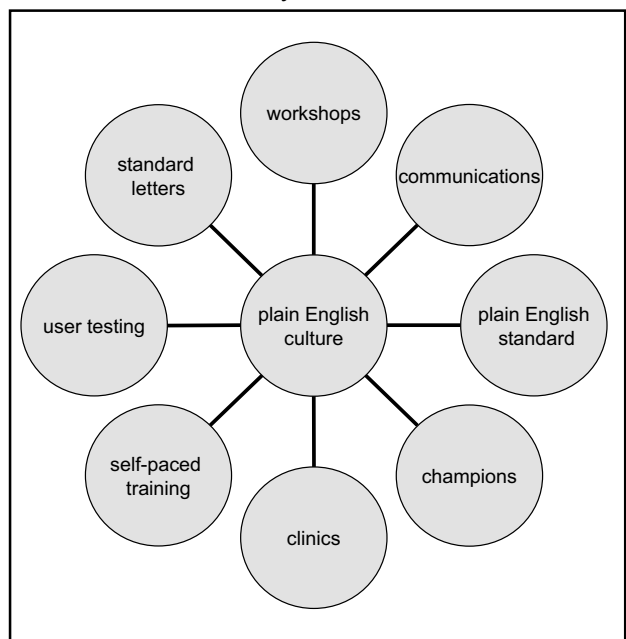 workshops
standard
letters
communications
user testing
plain English
culture
plain English
standard
self-paced
training
champions
clinics